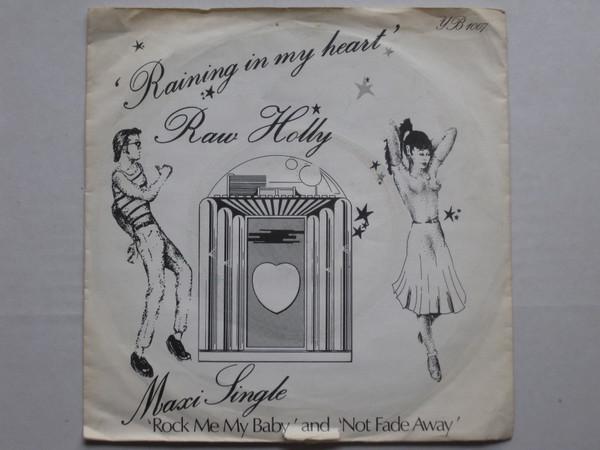 YB 1007
'Raining in my heart'
Raw Holly
Maxi Single
'Rock Me My Baby' and 'Not Fade Away'